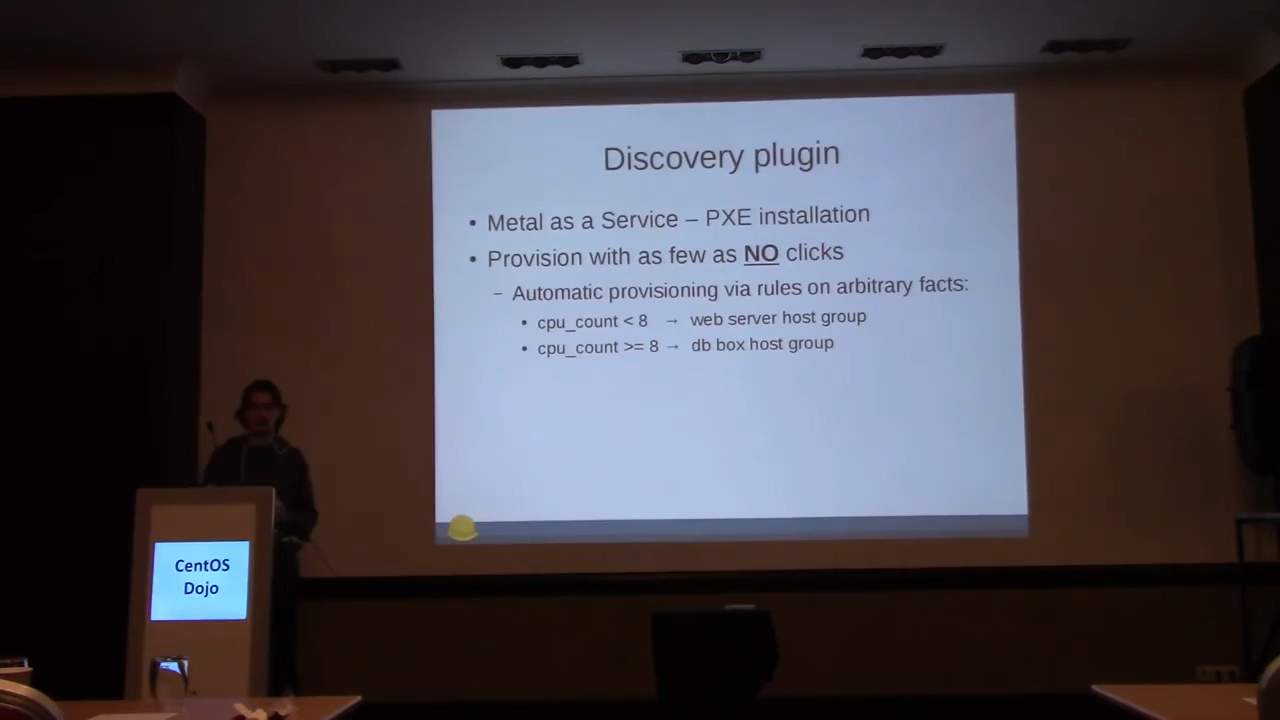 Discovery plugin
• Metal as a Service – PXE installation
• Provision with as few as NO clicks
– Automatic provisioning via rules on arbitrary facts:
• cpu_count < 8 → web server host group
• cpu_count >= 8 → db box host group
CentOS
Dojo